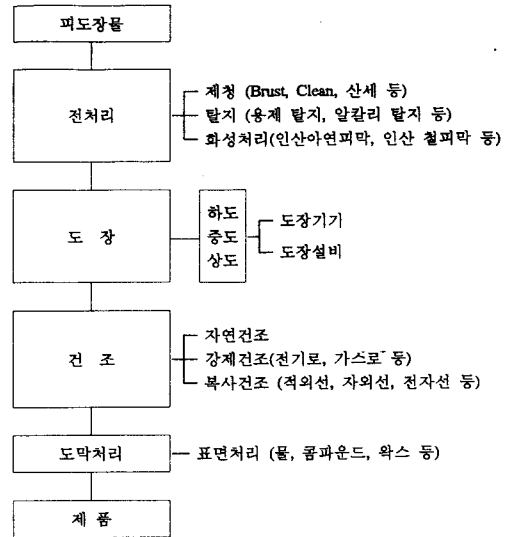 피도장물
전처리
제청 (Brust, Clean, 산세 등)
탈지 (용제 탈지, 알칼리 탈지 등)
화성처리(인산아연피막, 인산 철피막 등)
도 장
하도
중도
상도
도장기기
도장설비
건 조
자연건조
강제건조(전기로, 가스로 등)
복사건조 (적외선, 자외선, 전자선 등)
도막처리
표면처리 (물, 콤파운드, 왁스 등)
제 품